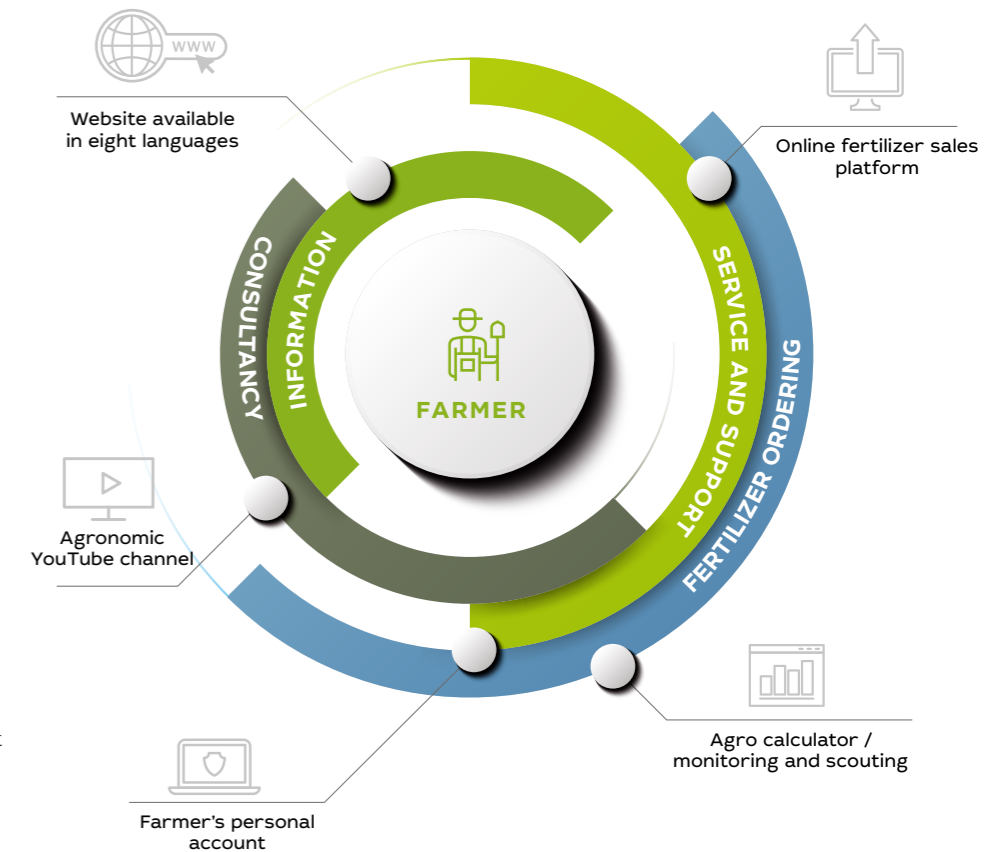 WWW
Website available
in eight languages
Online fertilizer sales
platform
CONSULTANCY
INFORMATION
SERVICE AND SUPPORT
FERTILIZER ORDERING
FARMER
Agronomic
YouTube channel
Agro calculator /
monitoring and scouting
Farmer's personal
account